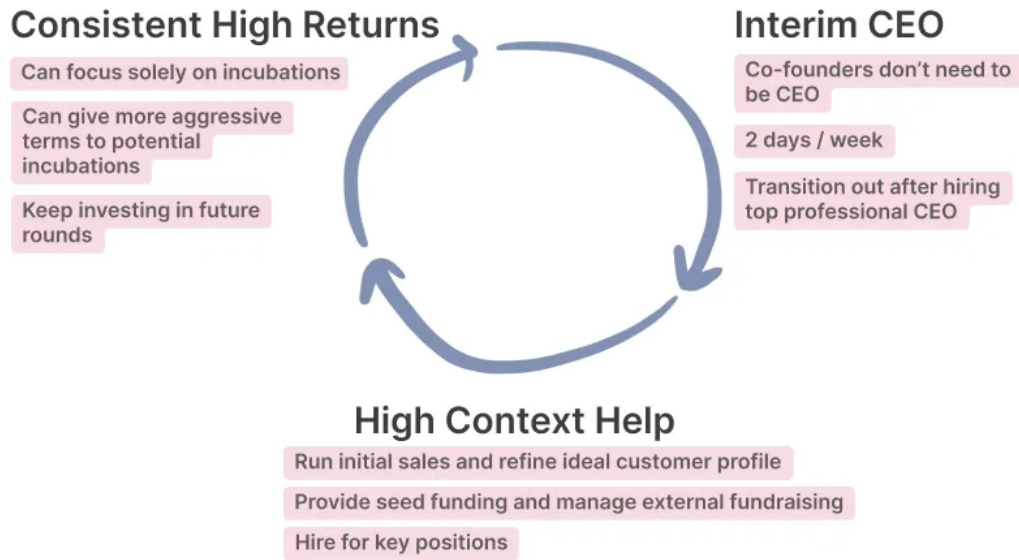 Consistent High Returns
Can focus solely on incubations
Can give more aggressive
terms to potential
incubations
Keep investing in future
rounds
Interim CEO
Co-founders don’t need to
be CEO
2 days / week
Transition out after hiring
top professional CEO
High Context Help
Run initial sales and refine ideal customer profile
Provide seed funding and manage external fundraising
Hire for key positions